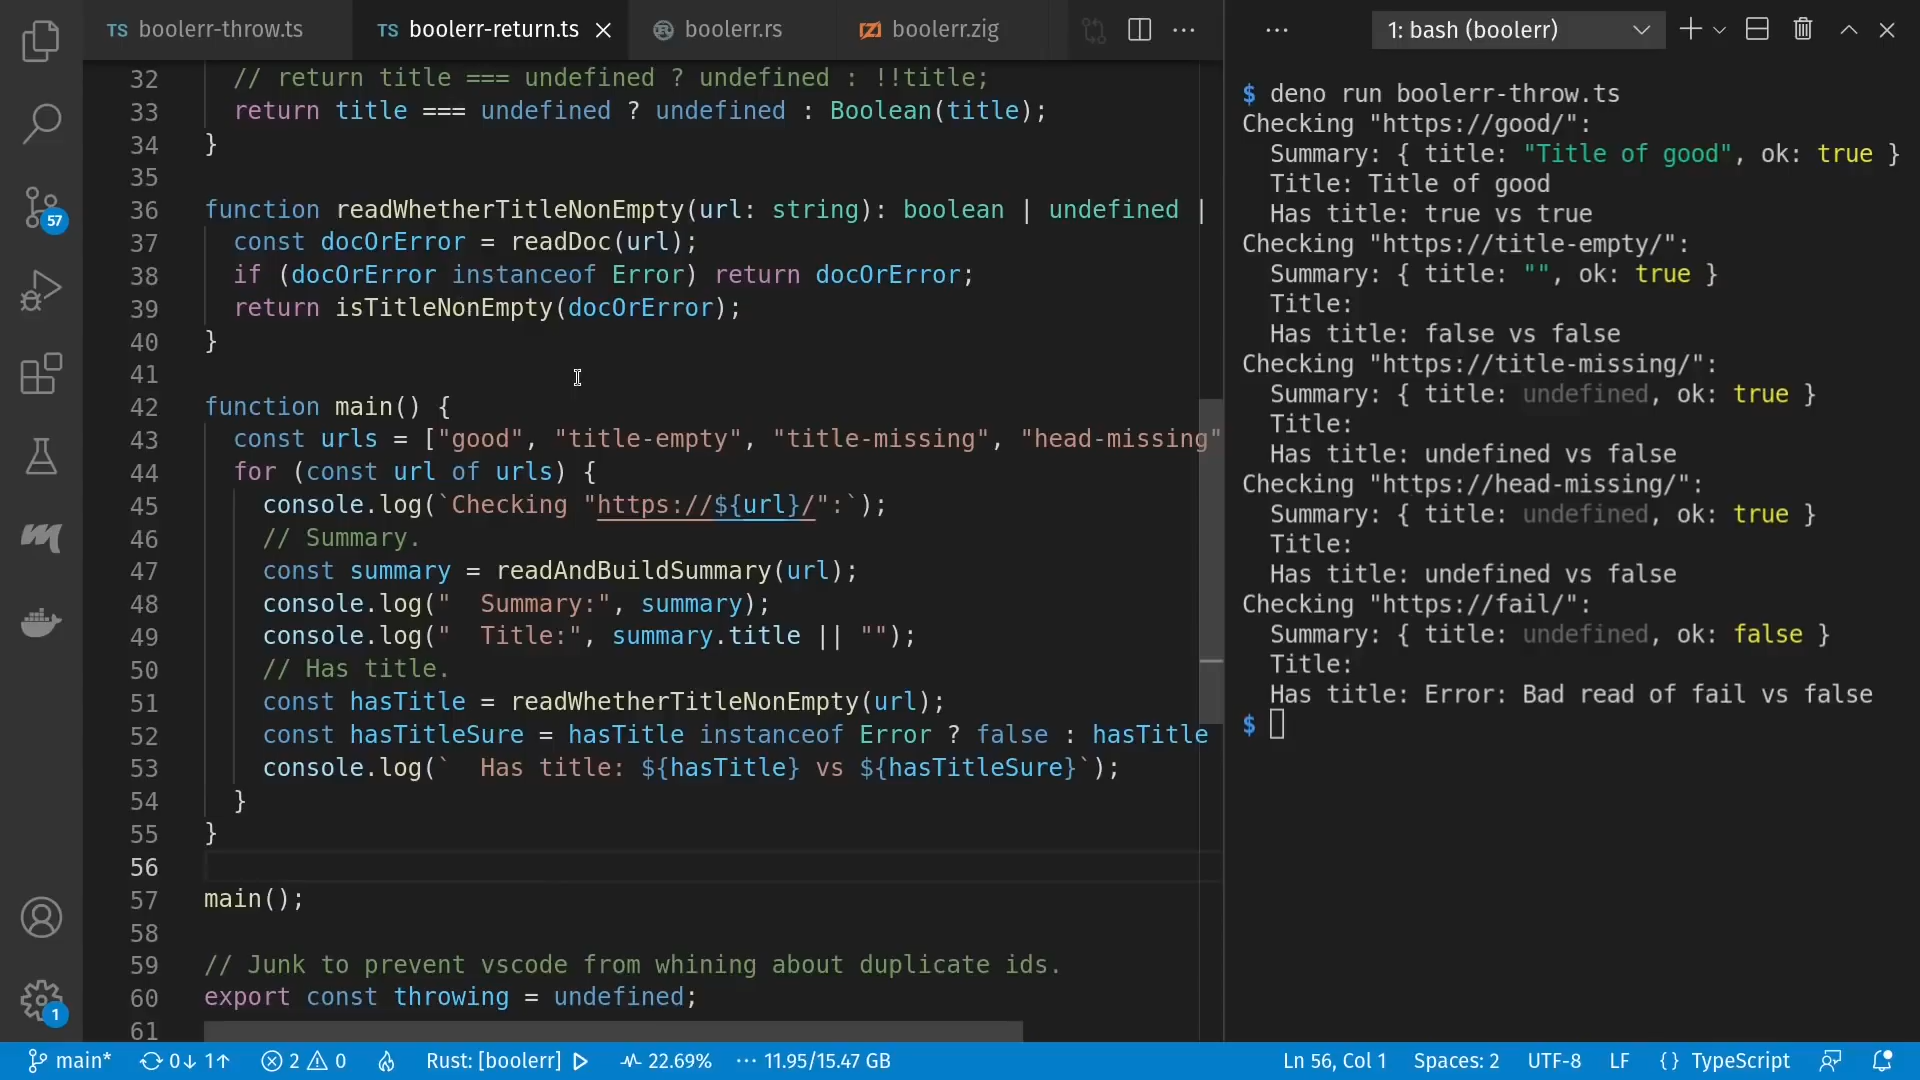 TS boolerr-throw.ts
TS boolerr-return.ts
boolerr.rs
boolerr.zig
1: bash (boolerr)
57
1
32 // return title === undefined ? undefined : !!title;
33 return title === undefined ? undefined : Boolean(title);
34 }
35
36 function readWhetherTitleNonEmpty(url: string): boolean | undefined |
37 const docOrError = readDoc(url);
38 if (docOrError instanceof Error) return docOrError;
39 return isTitleNonEmpty(docOrError);
40 }
41
42 function main() {
43 const urls = ["good", "title-empty", "title-missing", "head-missing"
44 for (const url of urls) {
45 console.log(`Checking "https://${url}/":`);
46 // Summary.
47 const summary = readAndBuildSummary(url);
48 console.log("  Summary:", summary);
49 console.log("  Title:", summary.title || "");
50 // Has title.
51 const hasTitle = readWhetherTitleNonEmpty(url);
52 const hasTitleSure = hasTitle instanceof Error ? false : hasTitle
53 console.log(`  Has title: ${hasTitle} vs ${hasTitleSure}`);
54 }
55 }
56
57 main();
58
59 // Junk to prevent vscode from whining about duplicate ids.
60 export const throwing = undefined;
61
$ deno run boolerr-throw.ts
Checking "https://good/":
Summary: { title: "Title of good", ok: true }
Title: Title of good
Has title: true vs true
Checking "https://title-empty/":
Summary: { title: "", ok: true }
Title:
Has title: false vs false
Checking "https://title-missing/":
Summary: { title: undefined, ok: true }
Title:
Has title: undefined vs false
Checking "https://head-missing/":
Summary: { title: undefined, ok: true }
Title:
Has title: undefined vs false
Checking "https://fail/":
Summary: { title: undefined, ok: false }
Title:
Has title: Error: Bad read of fail vs false
$
main* 0↓ 1↑ 2 0 Rust: [boolerr] 22.69% 11.95/15.47 GB Ln 56, Col 1 Spaces: 2 UTF-8 LF {} TypeScript